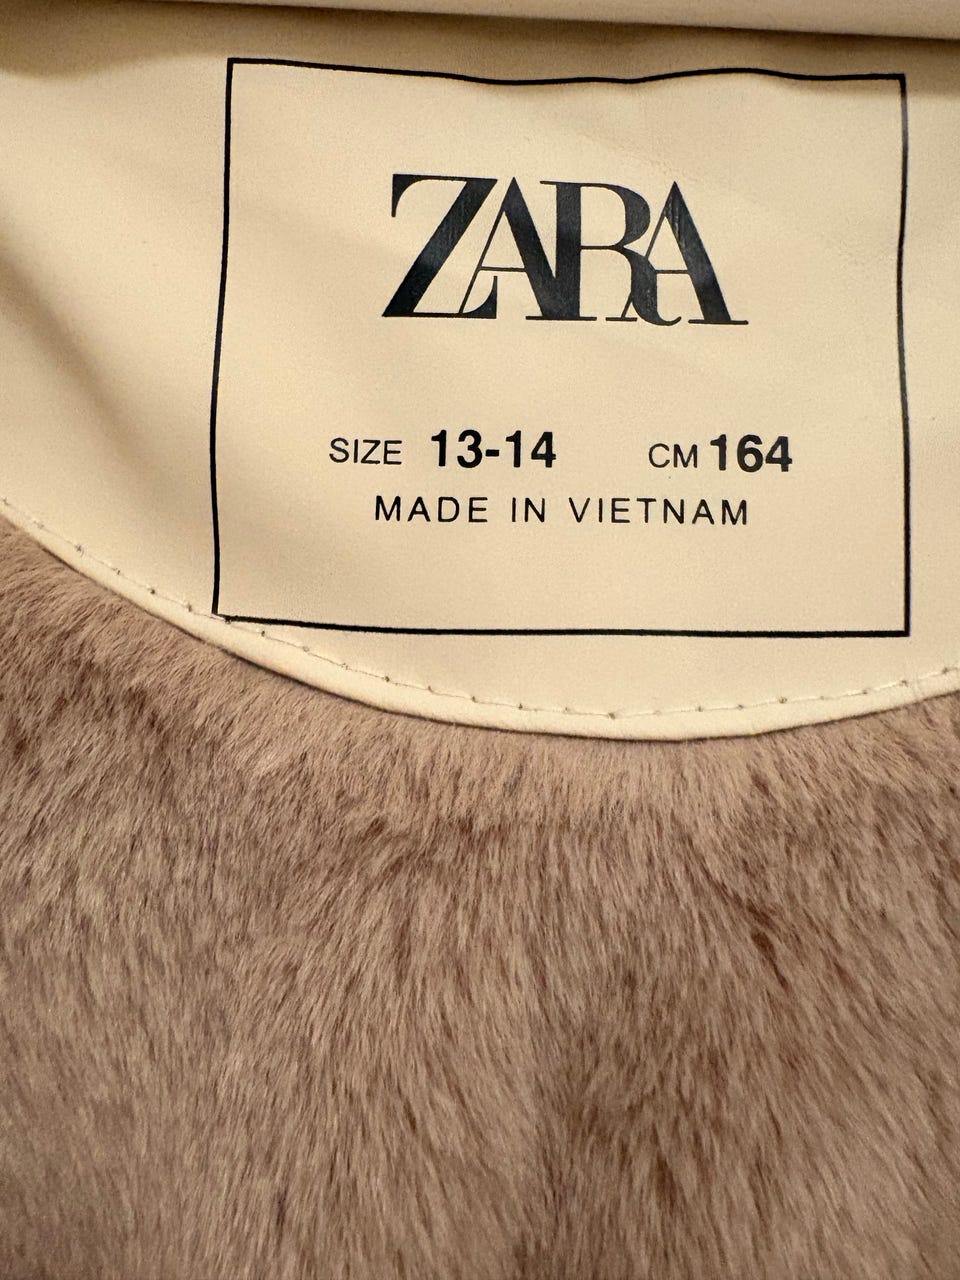 ZARA
SIZE 13-14 CM 164
MADE IN VIETNAM